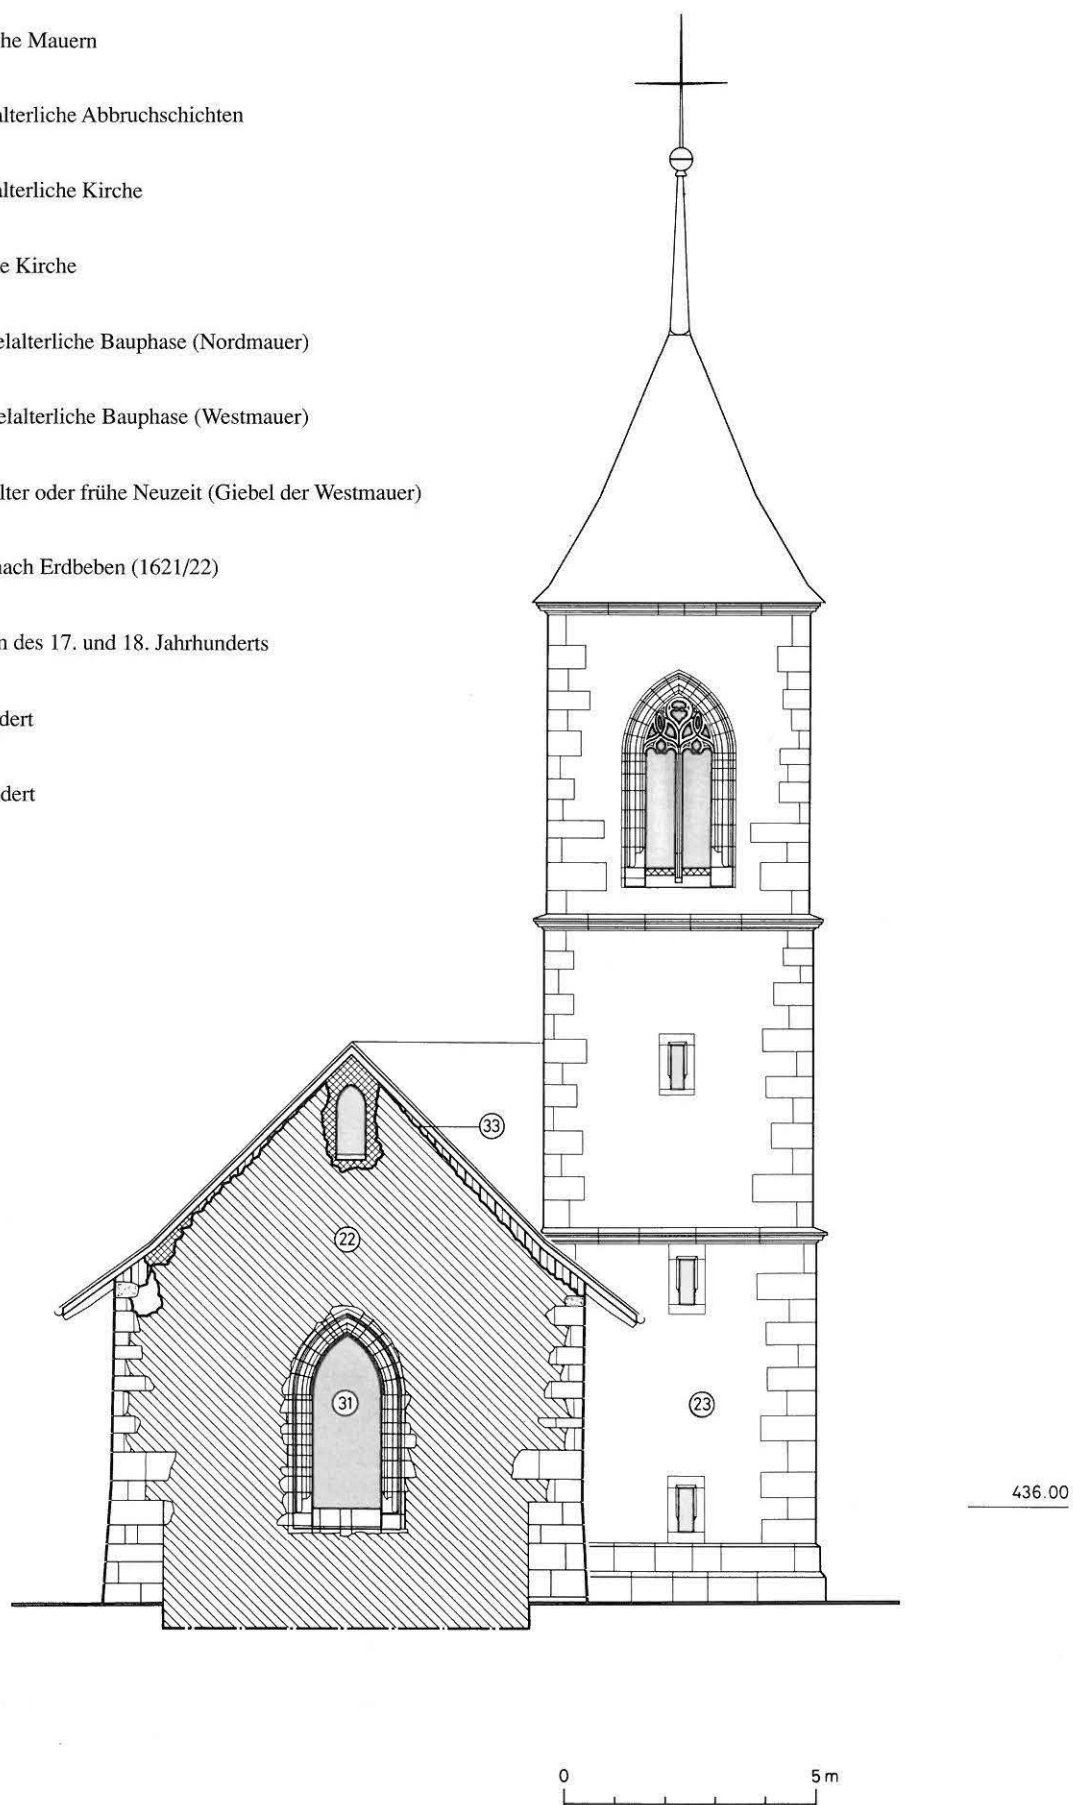 he Mauern
lterliche Abbruchschichten
lterliche Kirche
e Kirche
elalterliche Bauphase (Nordmauer)
elalterliche Bauphase (Westmauer)
lter oder frühe Neuzeit (Giebel der Westmauer)
nach Erdbeben (1621/22)
n des 17. und 18. Jahrhunderts
dert
dert
33
22
31
23
436.00
0 5 m